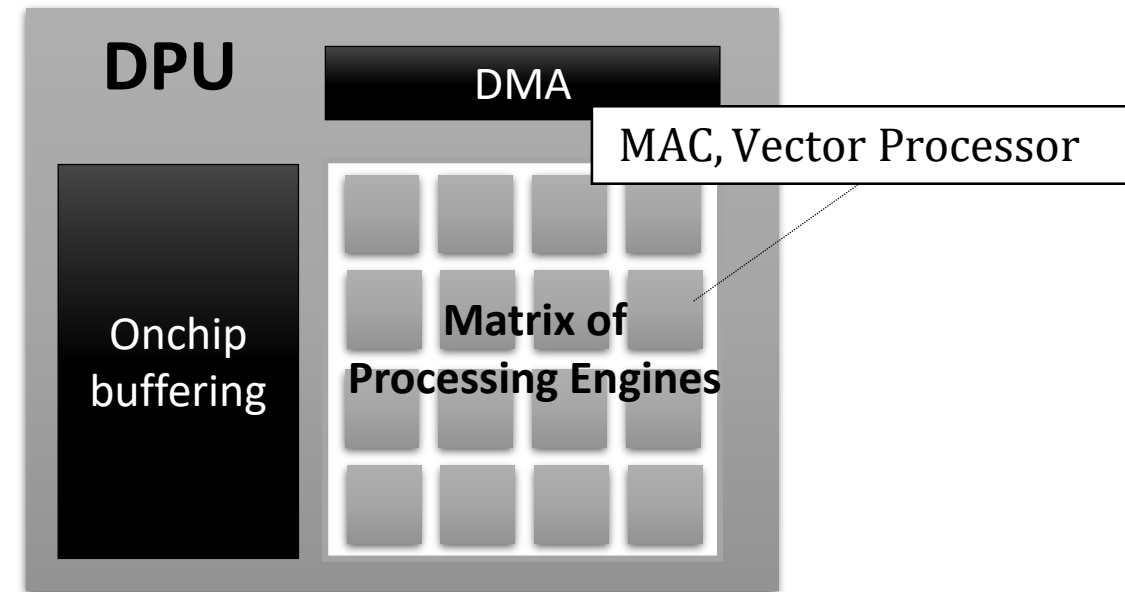 DPU
DMA
MAC, Vector Processor
Onchip
buffering
Matrix of
Processing Engines